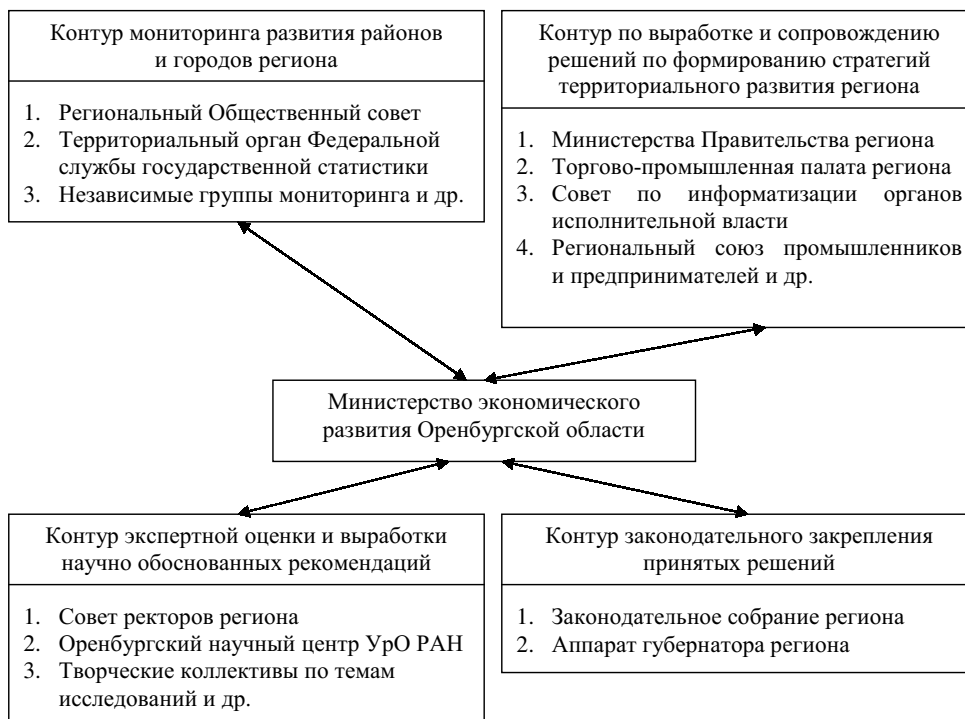 Контур мониторинга развития районов
и городов региона
1. Региональный Общественный совет
2. Территориальный орган Федеральной
службы государственной статистики
3. Независимые группы мониторинга и др.
Контур по выработке и сопровождению
решений по формированию стратегий
территориального развития региона
1. Министерства Правительства региона
2. Торгово-промышленная палата региона
3. Совет по информатизации органов
исполнительной власти
4. Региональный союз промышленников
и предпринимателей и др.
Министерство экономического
развития Оренбургской области
Контур экспертной оценки и выработки
научно обоснованных рекомендаций
1. Совет ректоров региона
2. Оренбургский научный центр УрО РАН
3. Творческие коллективы по темам
исследований и др.
Контур законодательного закрепления
принятых решений
1. Законодательное собрание региона
2. Аппарат губернатора региона